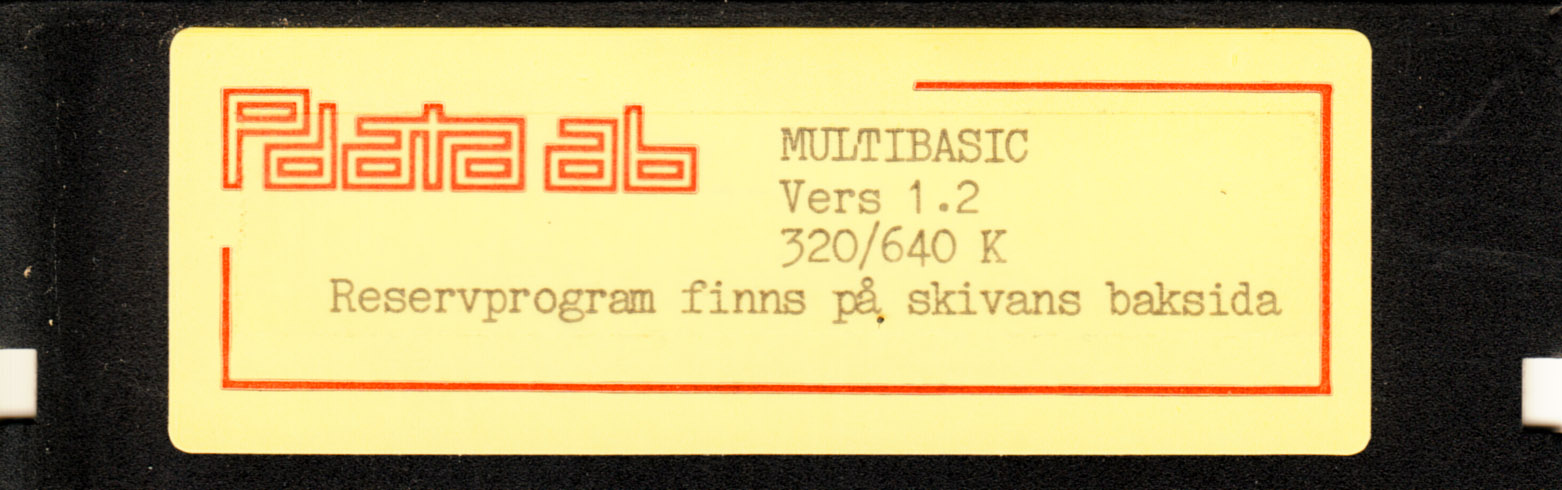 Pdata ab
MULTIBASIC
Vers 1.2
320/640 K
Reservprogram finns på skivans baksida